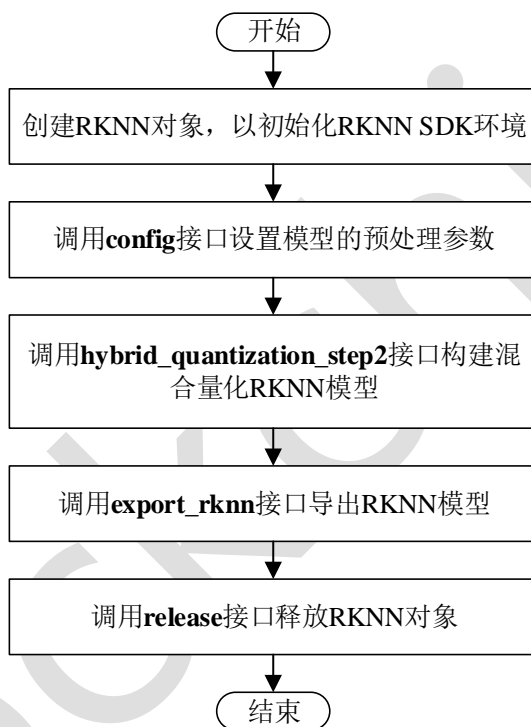 开始
创建RKNN对象，以初始化RKNN SDK环境
调用config接口设置模型的预处理参数
调用hybrid_quantization_step2接口构建混
合量化RKNN模型
调用export_rknn接口导出RKNN模型
调用release接口释放RKNN对象
结束